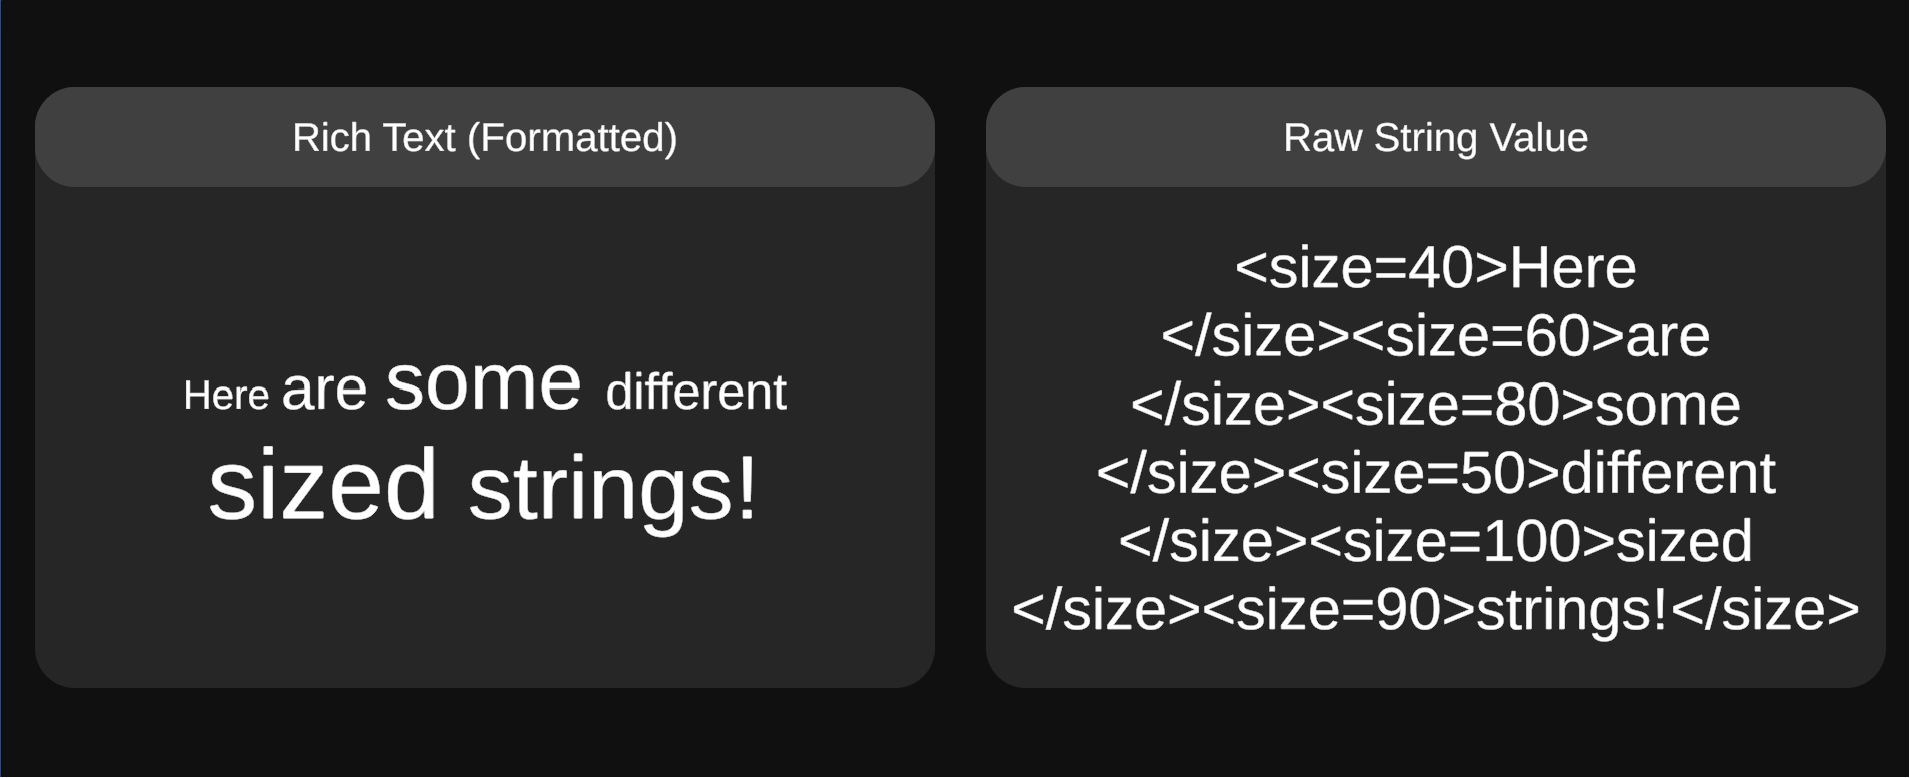 Rich Text (Formatted)
Here are some different
sized strings!
Raw String Value
<size=40>Here
</size><size=60>are
</size><size=80>some
</size><size=50>different
</size><size=100>sized
</size><size=90>strings!</size>